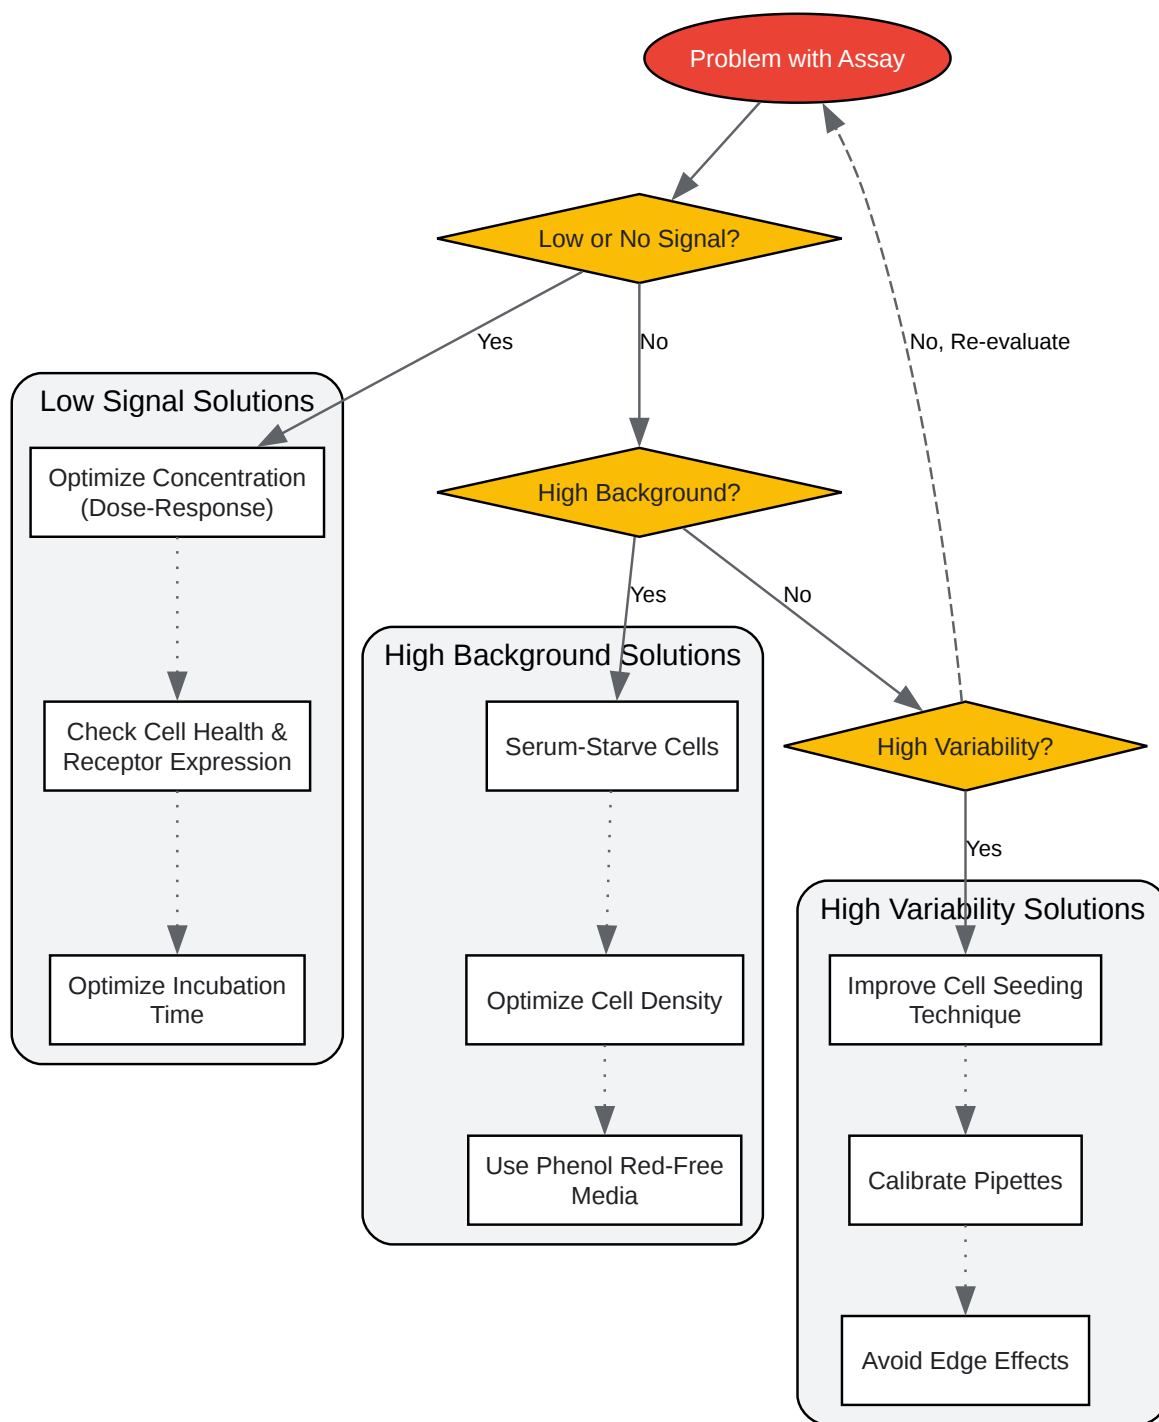 Problem with Assay
Low or No Signal?
Yes
No
No, Re-evaluate
Low Signal Solutions
Optimize Concentration
(Dose-Response)
Check Cell Health &
Receptor Expression
Optimize Incubation
Time
High Background?
Yes
No
High Background Solutions
Serum-Starve Cells
Optimize Cell Density
Use Phenol Red-Free
Media
High Variability?
Yes
High Variability Solutions
Improve Cell Seeding
Technique
Calibrate Pipettes
Avoid Edge Effects